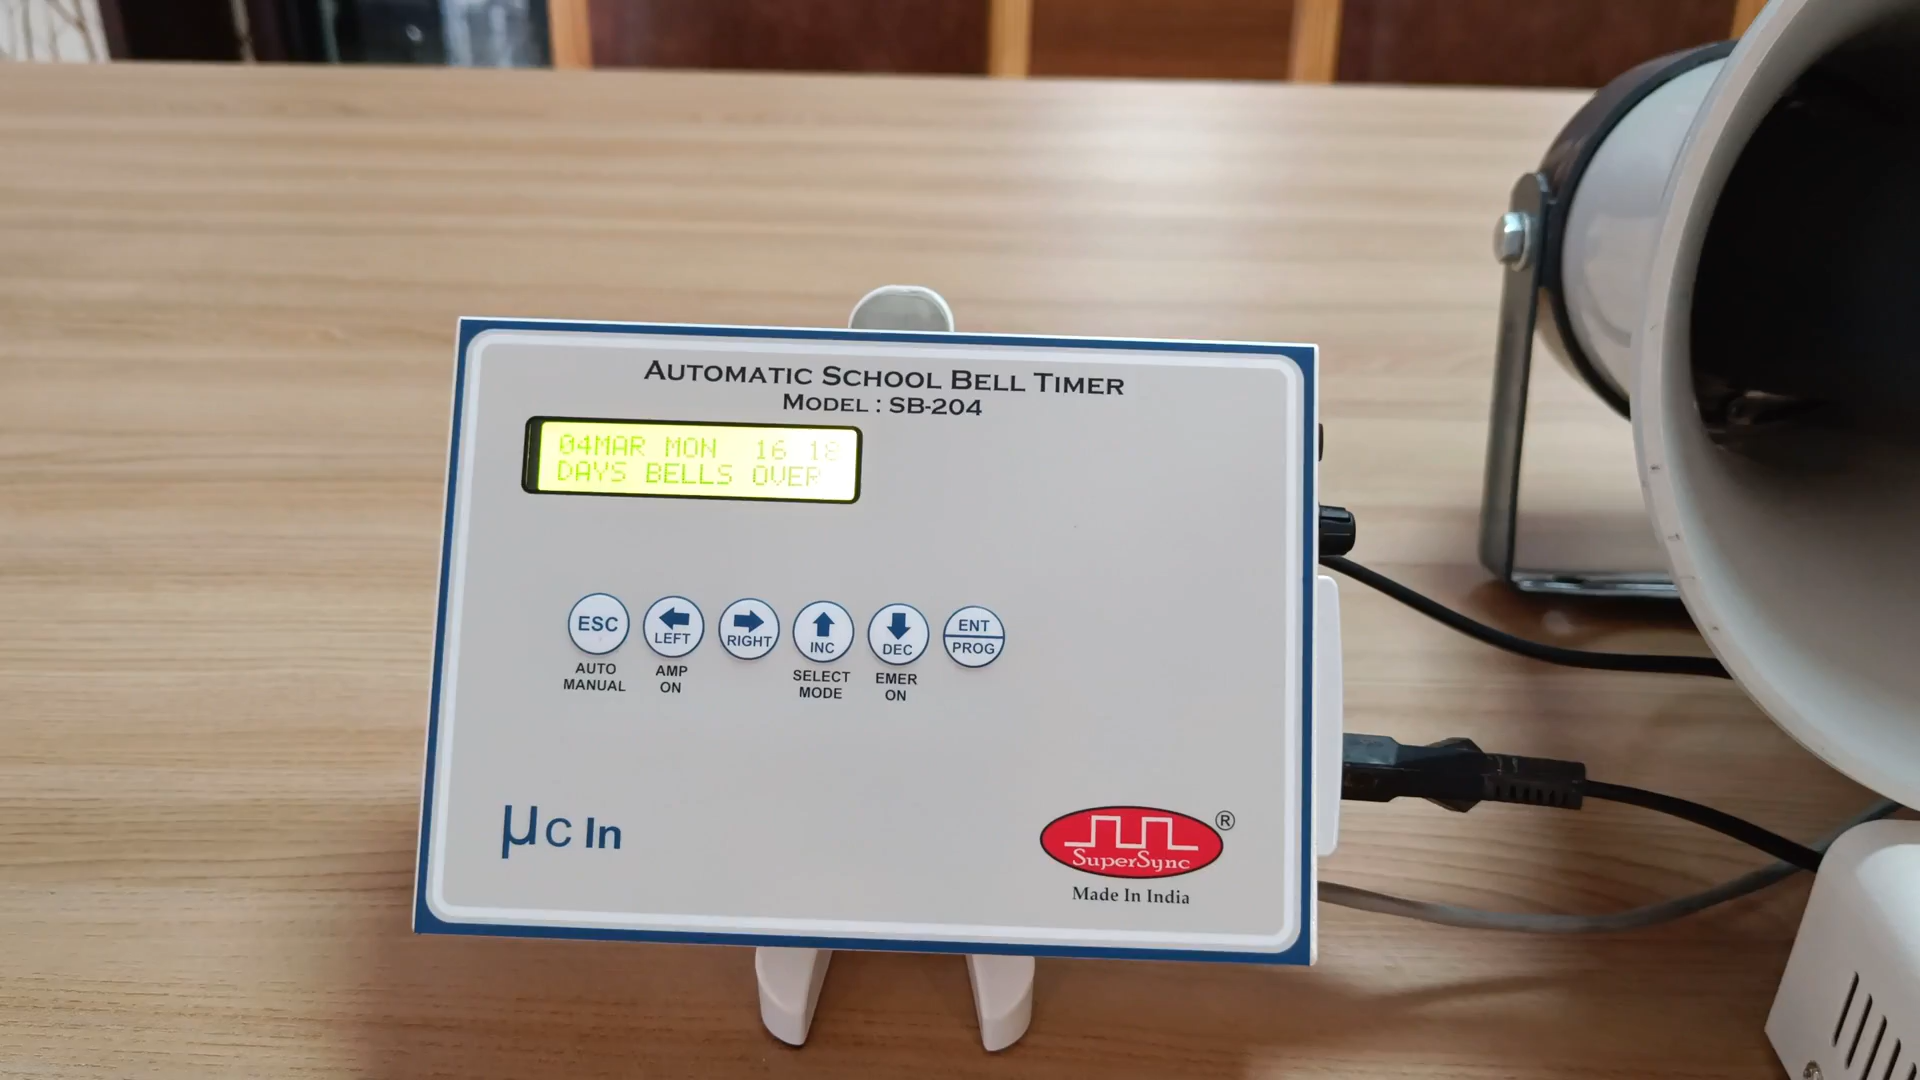 AUTOMATIC SCHOOL BELL TIMER
MODEL : SB-204
04MAR MON 16 18
DAYS BELLS OVER
ESC
LEFT
RIGHT
INC
DEC
ENT
PROG
AUTO
MANUAL
AMP
ON
SELECT
MODE
EMER
ON
µC In
SuperSync ®
Made In India